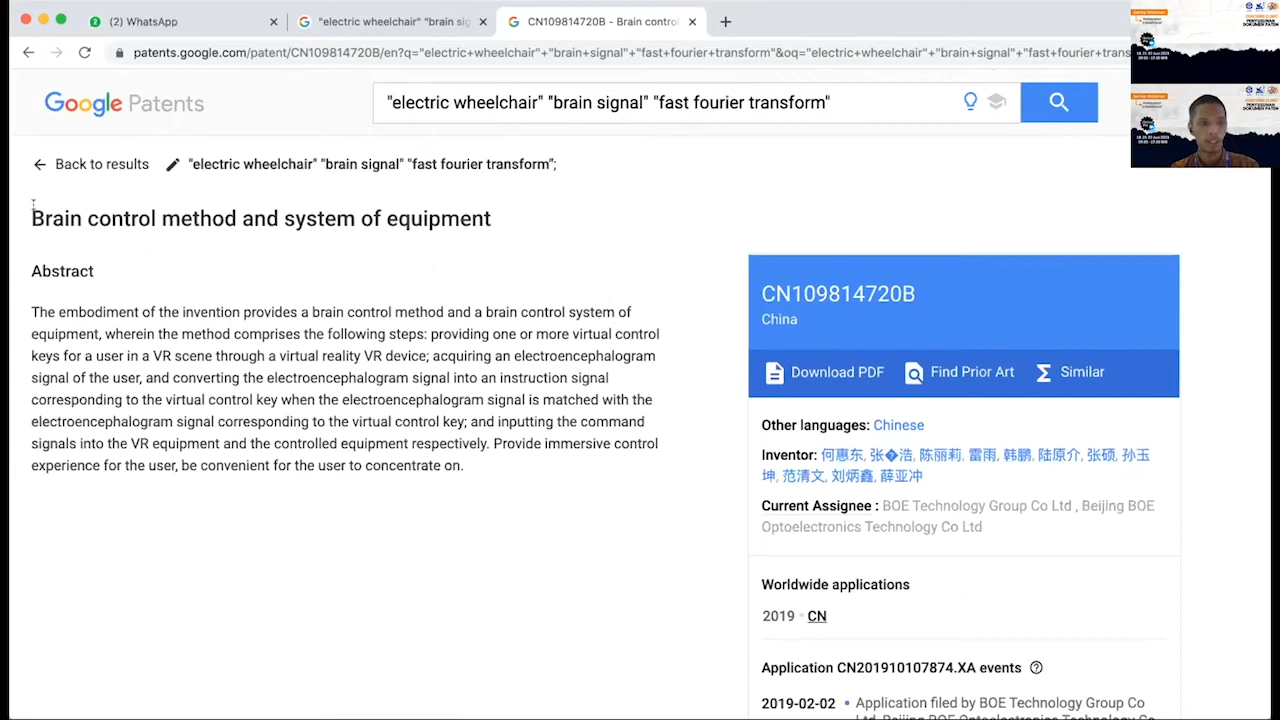 (2) WhatsApp
"electric wheelchair" "brain s
CN109814720B - Brain control
patents.google.com/patent/CN109814720B/en?q="electric+wheelchair"+"brain+signal"+"fast+fourier+transform"&oq="electric+wheelchair"+"brain+signal"+"fast+fourier+trans
Google Patents
"electric wheelchair" "brain signal" "fast fourier transform"
Back to results
"electric wheelchair" "brain signal" "fast fourier transform";
Brain control method and system of equipment
Abstract
The embodiment of the invention provides a brain control method and a brain control system of
equipment, wherein the method comprises the following steps: providing one or more virtual control
keys for a user in a VR scene through a virtual reality VR device; acquiring an electroencephalogram
signal of the user, and converting the electroencephalogram signal into an instruction signal
corresponding to the virtual control key when the electroencephalogram signal is matched with the
electroencephalogram signal corresponding to the virtual control key; and inputting the command
signals into the VR equipment and the controlled equipment respectively. Provide immersive control
experience for the user, be convenient for the user to concentrate on.
CN109814720B
China
Download PDF
Find Prior Art
Similar
Other languages: Chinese
Inventor: 何惠东, 张�浩, 陈丽莉, 雷雨, 韩鹏, 陆原介, 张硕, 孙玉
坤, 范清文, 刘炳鑫, 薛亚冲
Current Assignee : BOE Technology Group Co Ltd , Beijing BOE
Optoelectronics Technology Co Ltd
Worldwide applications
2019 CN
Application CN201910107874.XA events
2019-02-02 • Application filed by BOE Technology Group Co
Ltd, Beijing BOE Optoelectronics Technology Co